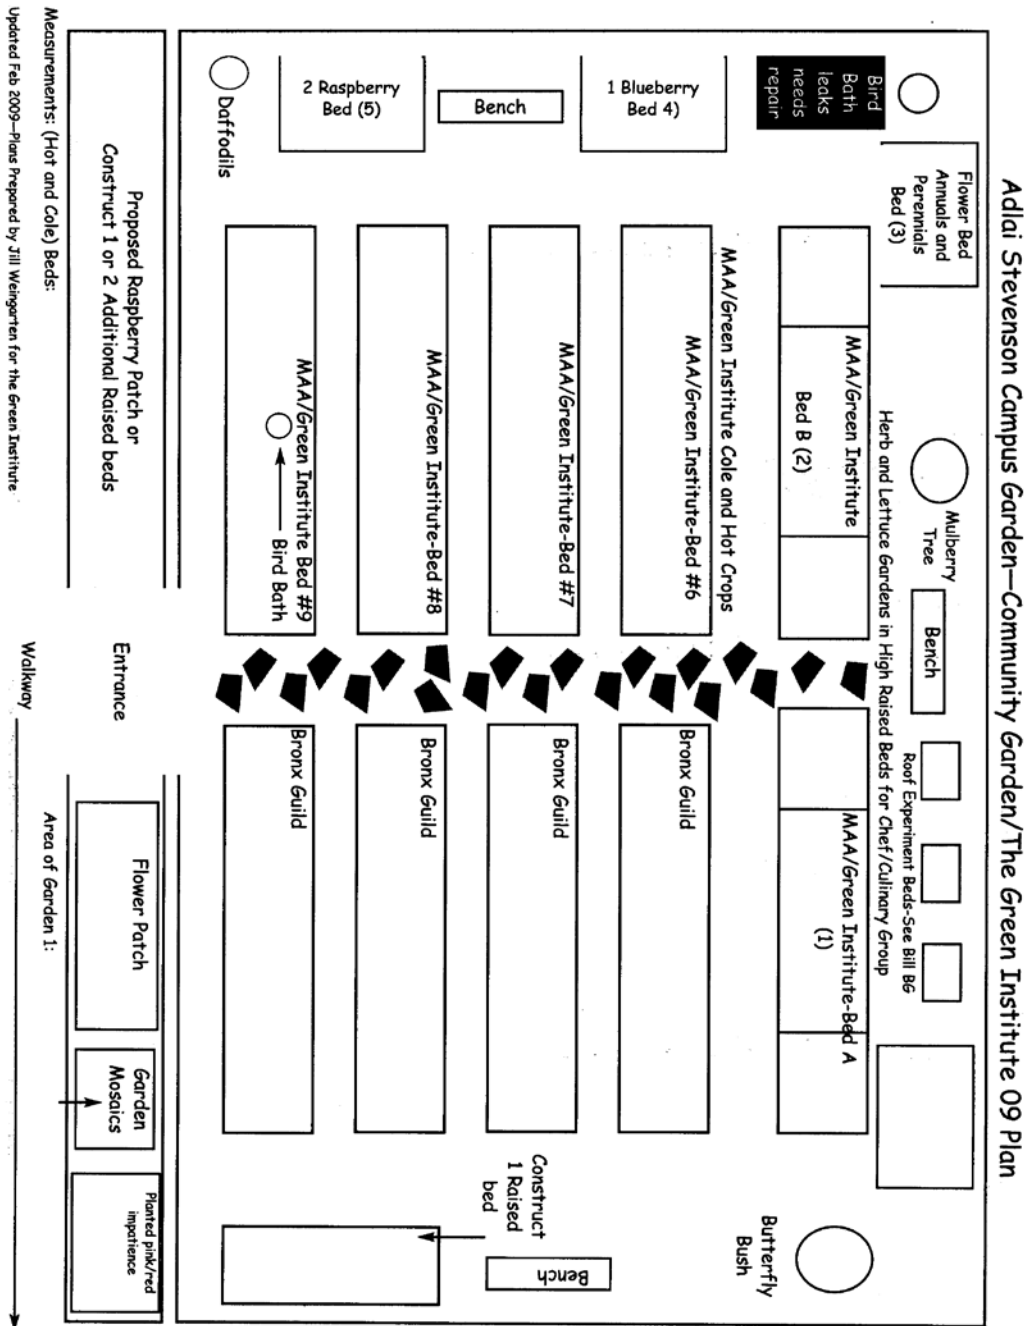 Adlai Stevenson Campus Garden—Community Garden/The Green Institute 09 Plan
Bird
Bath
leaks
needs
repair
Flower Bed
Annuals and
Perennials
Bed (3)
Mulberry
Tree
Bench
Roof Experiment Beds-See Bill BG
Herb and Lettuce Gardens in High Raised Beds for Chef/Culinary Group
MAA/Green Institute
Bed B (2)
MAA/Green Institute-Bed A
(1)
Butterfly
Bush
1 Blueberry
Bed 4)
Bench
2 Raspberry
Bed (5)
Daffodils
MAA/Green Institute Cole and Hot Crops
MAA/Green Institute-Bed #6
Bronx Guild
MAA/Green Institute-Bed #7
Bronx Guild
MAA/Green Institute-Bed #8
Bronx Guild
MAA/Green Institute Bed #9
Bird Bath
Bronx Guild
Construct
1 Raised
bed
Bench
Proposed Raspberry Patch or
Construct 1 or 2 Additional Raised beds
Entrance
Flower Patch
Garden
Mosaics
Planted pink/red
impatience
Measurements: (Hot and Cole) Beds:
Walkway
Area of Garden 1:
Updated Feb 2009—Plans Prepared by Jill Weingarten for the Green Institute